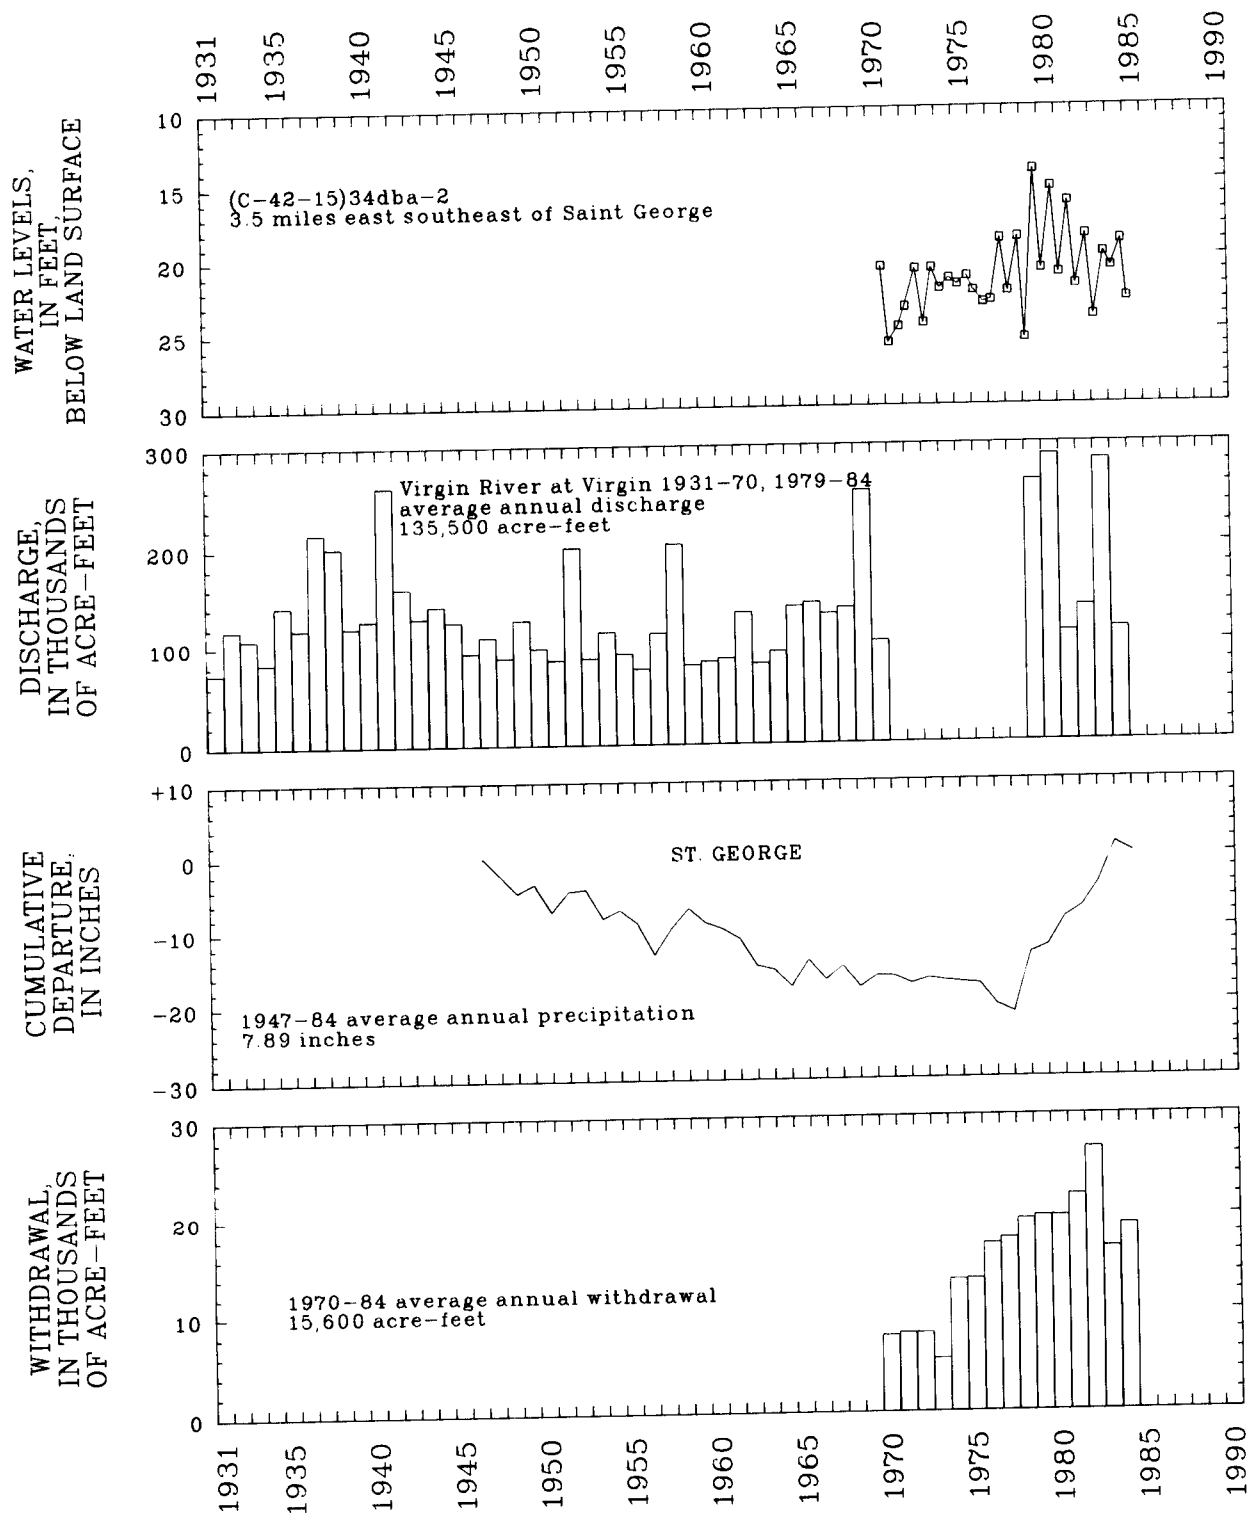 1931 1935 1940 1945 1950 1955 1960 1965 1970 1975 1980 1985 1990
WATER LEVELS,
IN FEET,
BELOW LAND SURFACE
10
15
20
25
30
(C-42-15)34dba-2
3.5 miles east southeast of Saint George
DISCHARGE,
IN THOUSANDS
OF ACRE-FEET
300
200
100
0
Virgin River at Virgin 1931-70, 1979-84
average annual discharge
135,500 acre-feet
CUMULATIVE
DEPARTURE,
IN INCHES
+10
0
-10
-20
-30
ST. GEORGE
1947-84 average annual precipitation
7.89 inches
WITHDRAWAL,
IN THOUSANDS
OF ACRE-FEET
30
20
10
0
1970-84 average annual withdrawal
15,600 acre-feet
1931 1935 1940 1945 1950 1955 1960 1965 1970 1975 1980 1985 1990